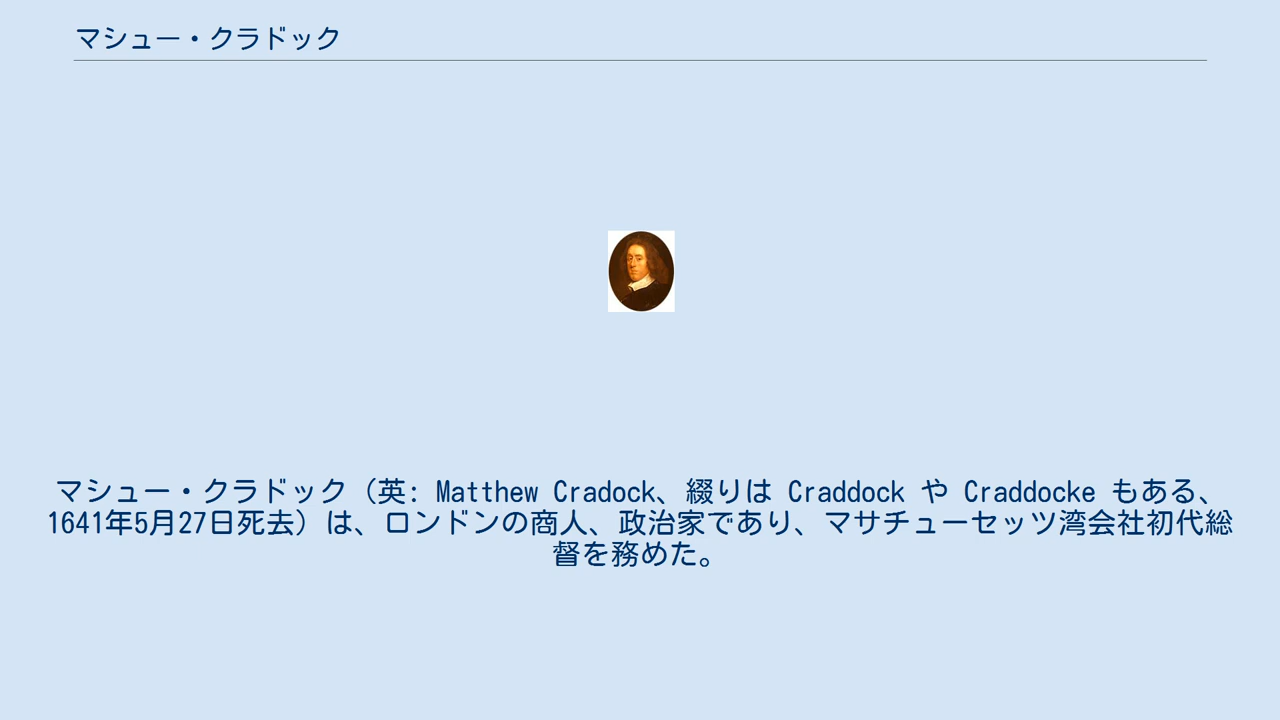 マシュー・クラドック
マシュー・クラドック（英: Matthew Cradock、綴りは Craddock や Craddocke もある、
1641年5月27日死去）は、ロンドンの商人、政治家であり、マサチューセッツ湾会社初代総
督を務めた。